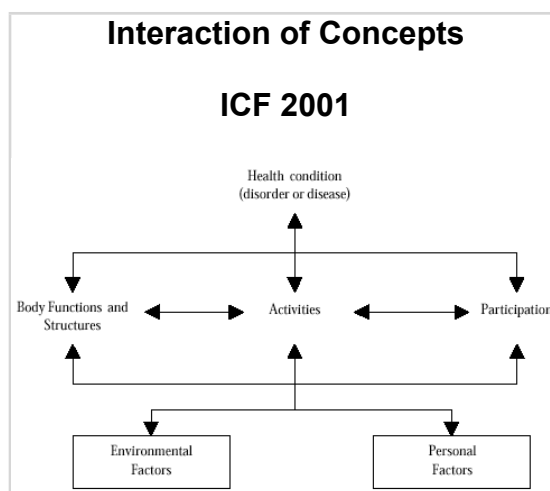 Interaction of Concepts
ICF 2001
Health condition
(disorder or disease)
Body Functions and
Structures
Activities
Participation
Environmental
Factors
Personal
Factors